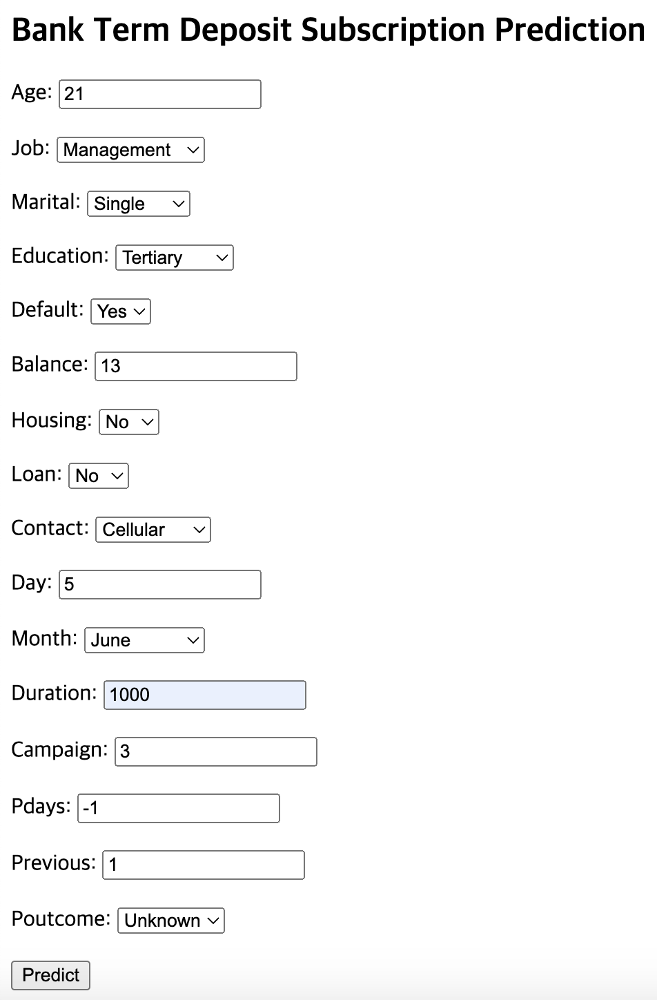 Bank Term Deposit Subscription Prediction
Age: 21
Job: Management
Marital: Single
Education: Tertiary
Default: Yes
Balance: 13
Housing: No
Loan: No
Contact: Cellular
Day: 5
Month: June
Duration: 1000
Campaign: 3
Pdays: -1
Previous: 1
Poutcome: Unknown
Predict